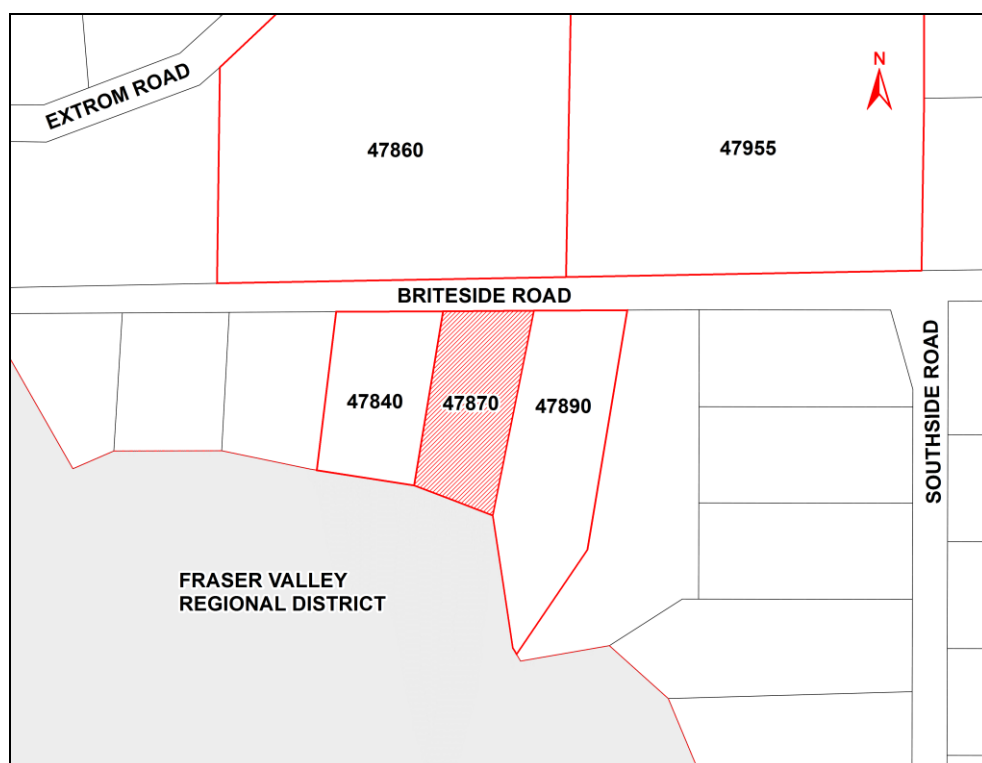 N
EXTROM ROAD
47860
47955
BRITESIDE ROAD
47840
47870
47890
SOUTHSIDE ROAD
FRASER VALLEY
REGIONAL DISTRICT